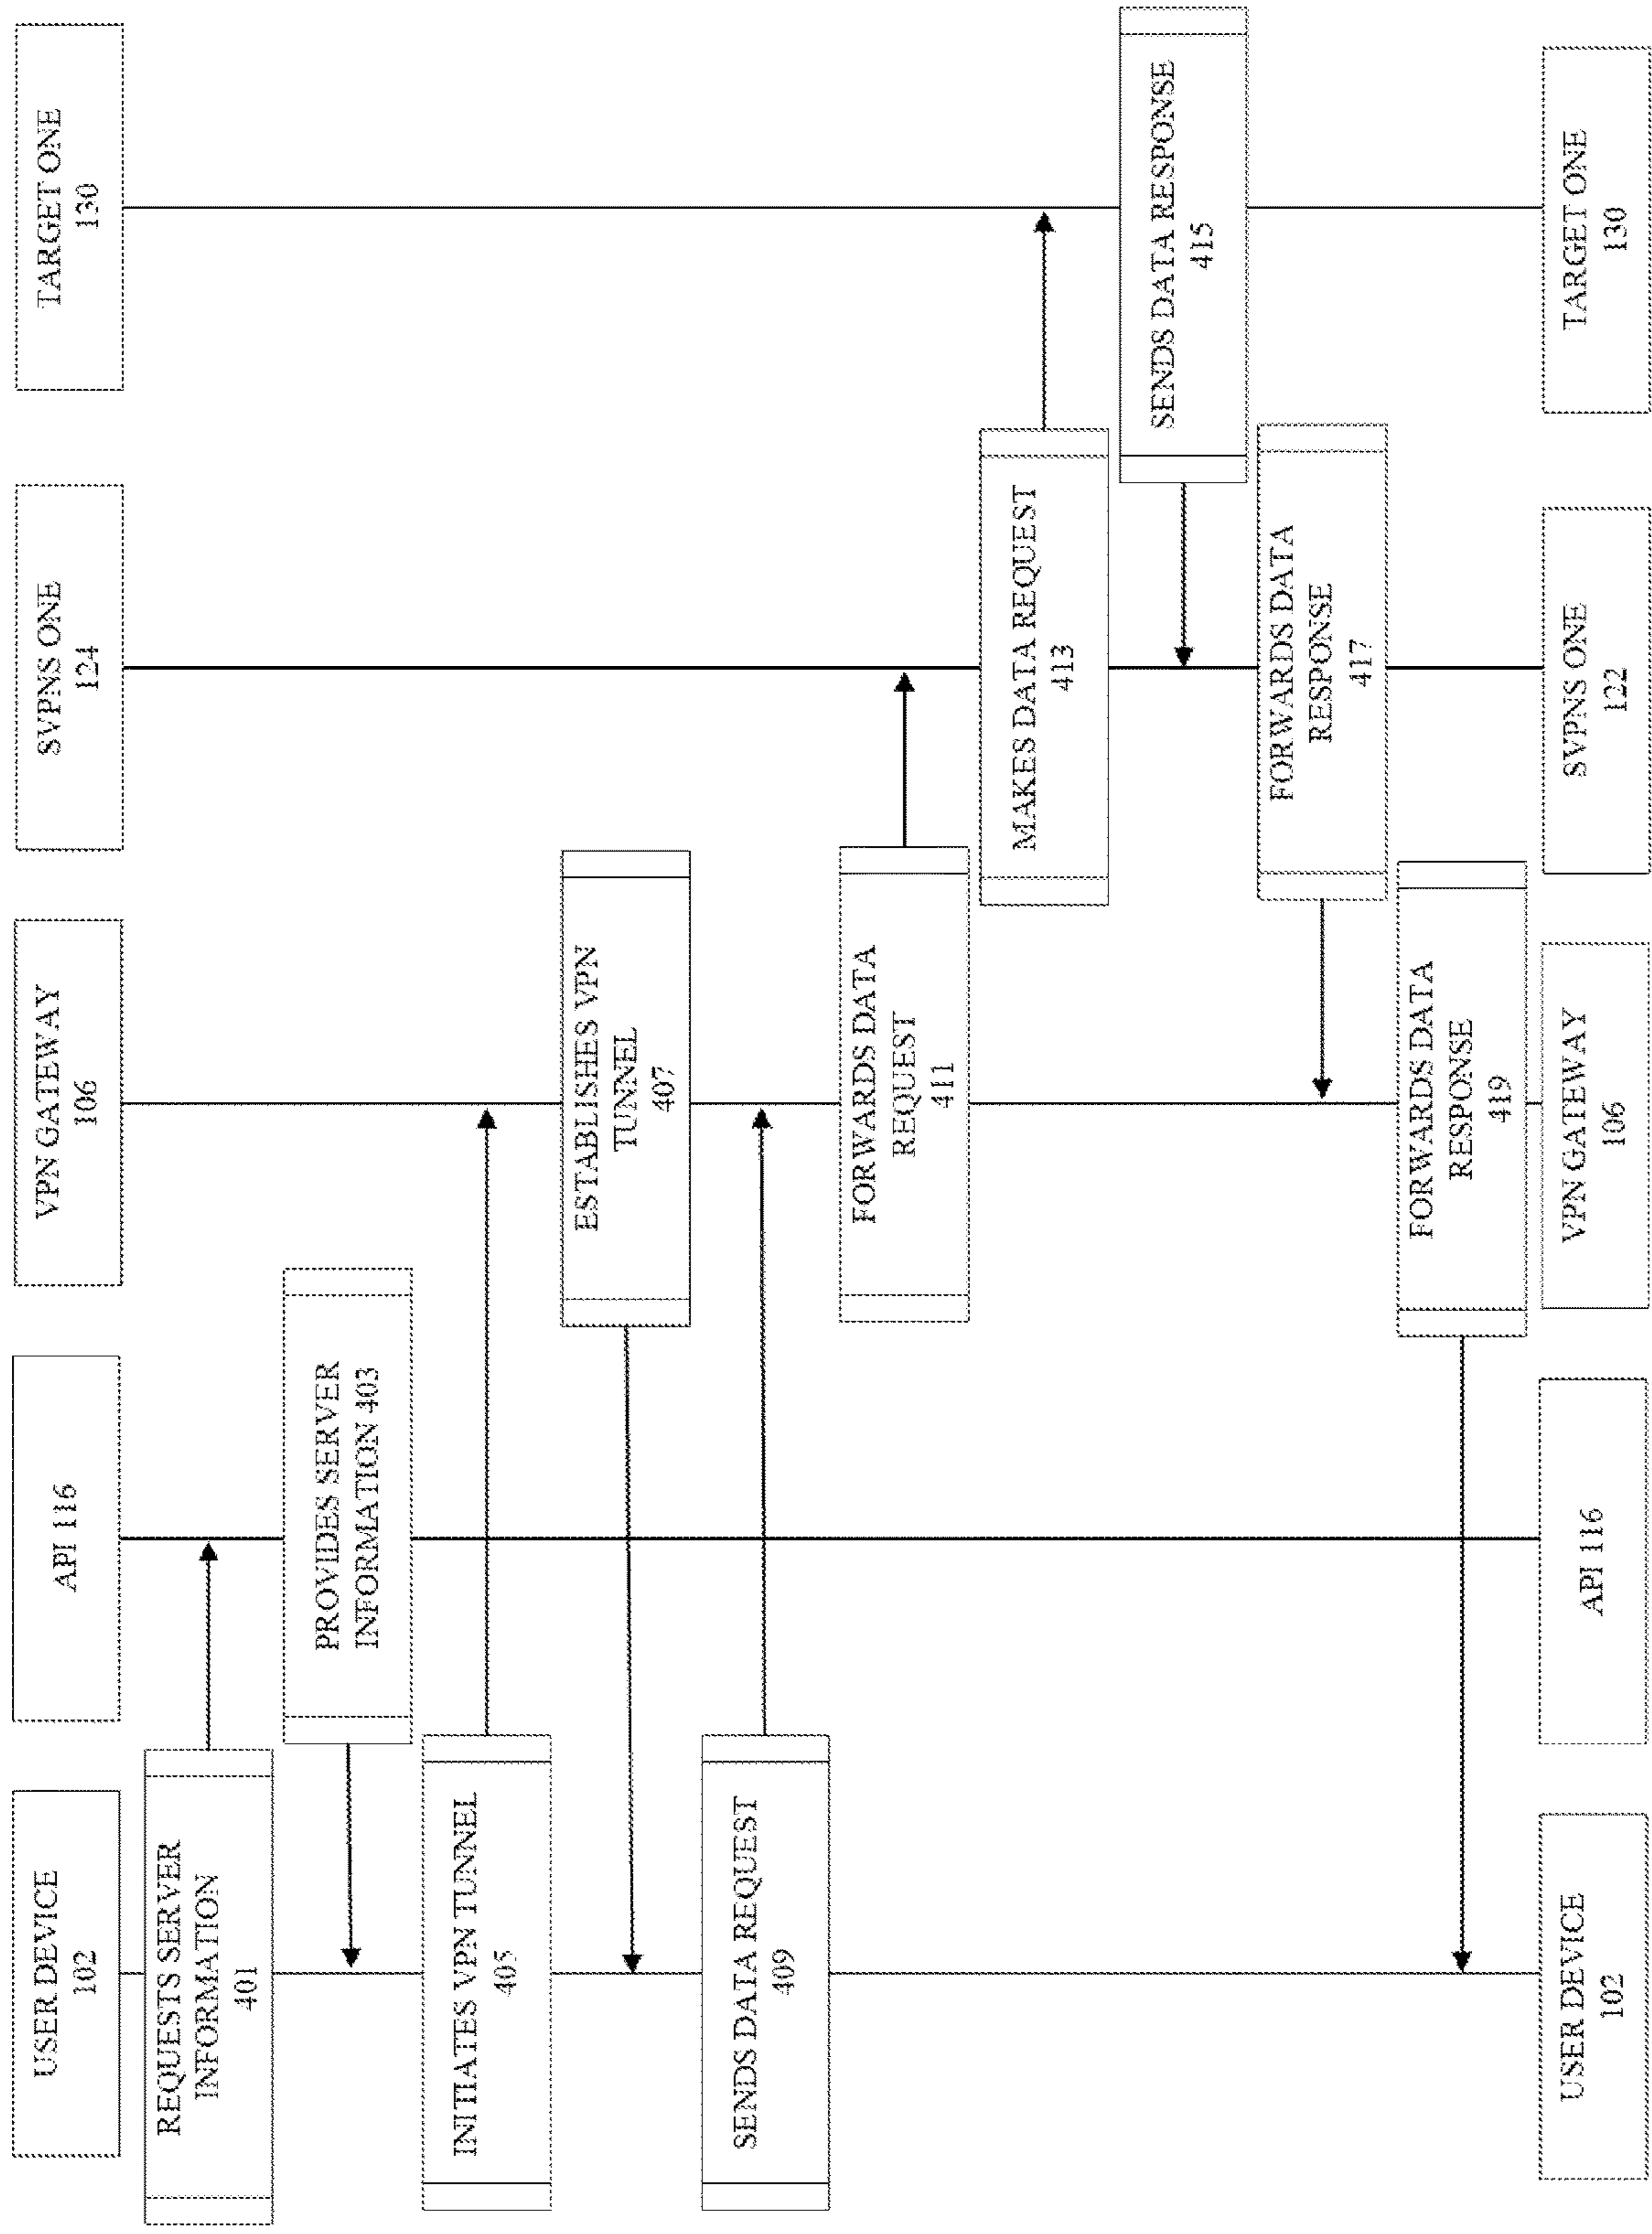 USER DEVICE
102
API 116
VPN GATEWAY
106
SVPNS ONE
124
TARGET ONE
130
REQUESTS SERVER
INFORMATION
401
PROVIDES SERVER
INFORMATION 403
INITIATES VPN TUNNEL
405
ESTABLISHES VPN
TUNNEL
407
SENDS DATA REQUEST
409
FORWARDS DATA
REQUEST
411
MAKES DATA REQUEST
413
SENDS DATA RESPONSE
415
FORWARDS DATA
RESPONSE
417
FORWARDS DATA
RESPONSE
419
USER DEVICE
102
API 116
VPN GATEWAY
106
SVPNS ONE
122
TARGET ONE
130